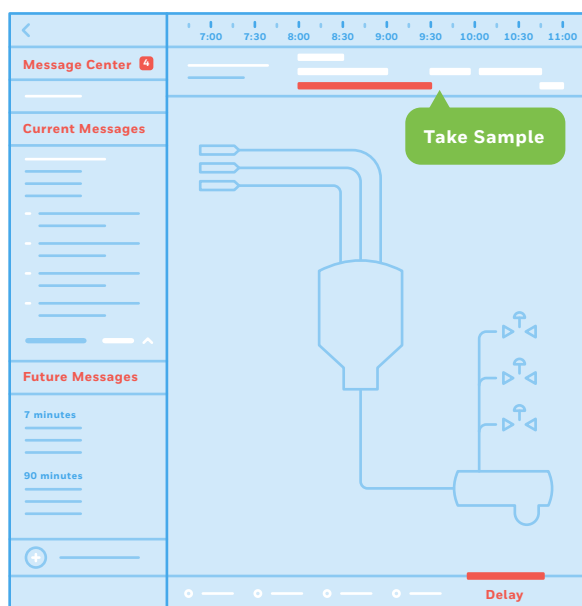 7:00 7:30 8:00 8:30 9:00 9:30 10:00 10:30 11:00
Message Center 4
Take Sample
Current Messages
Future Messages
7 minutes
90 minutes
Delay